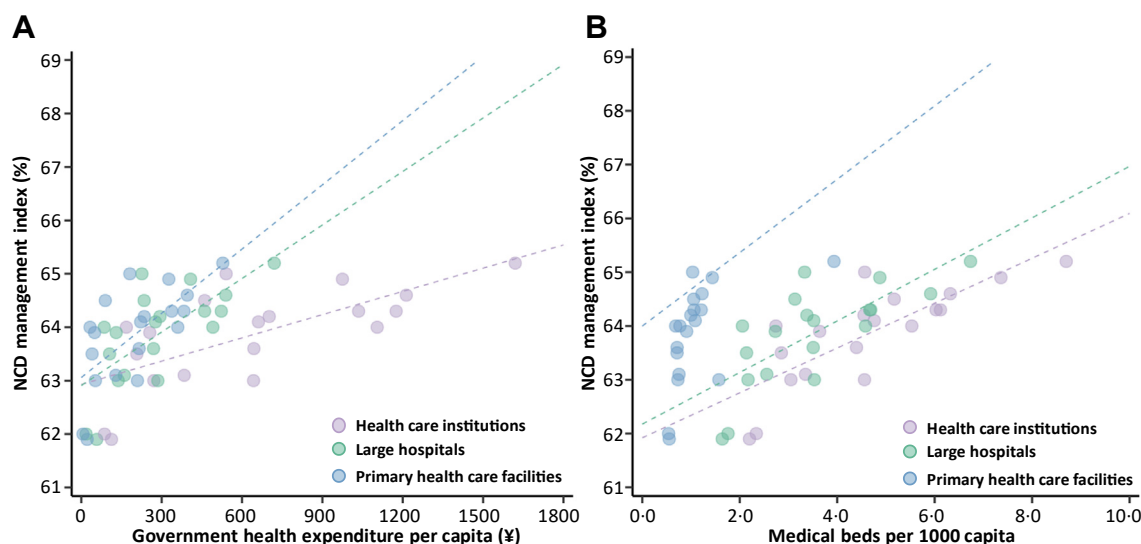 A
B
NCD management index (%)
69
68
67
66
65
64
63
62
61
Health care institutions
Large hospitals
Primary health care facilities
0
300
600
900
1200
1500
1800
Government health expenditure per capita (¥)
NCD management index (%)
69
68
67
66
65
64
63
62
61
Health care institutions
Large hospitals
Primary health care facilities
0·0
2·0
4·0
6·0
8·0
10·0
Medical beds per 1000 capita